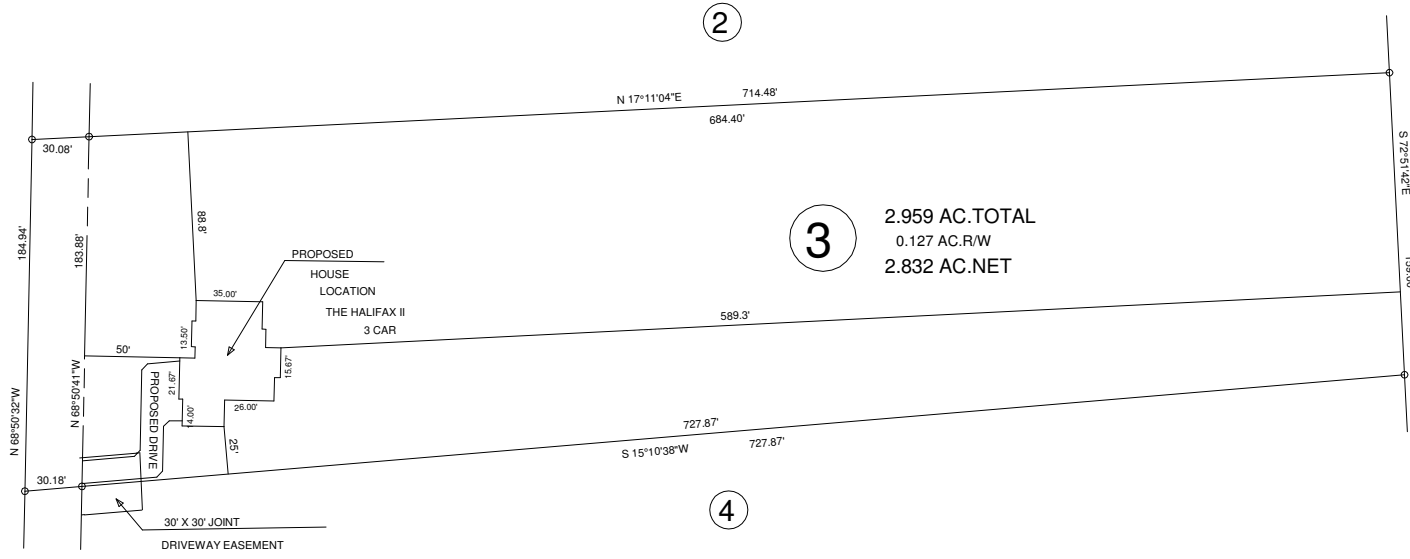 2
N 17°11'04"E
714.48'
684.40'
30.08'
S 72°51'42"E
88.8'
184.94'
183.88'
3
2.959 AC.TOTAL
0.127 AC.R/W
2.832 AC.NET
PROPOSED
HOUSE
LOCATION
THE HALIFAX II
3 CAR
35.00'
13.50'
589.3'
50'
15.67'
21.67'
PROPOSED DRIVE
26.00'
14.00'
25'
N 68°50'32"W
N 68°50'41"W
727.87'
S 15°10'38"W
727.87'
30.18'
4
30' X 30' JOINT
DRIVEWAY EASEMENT